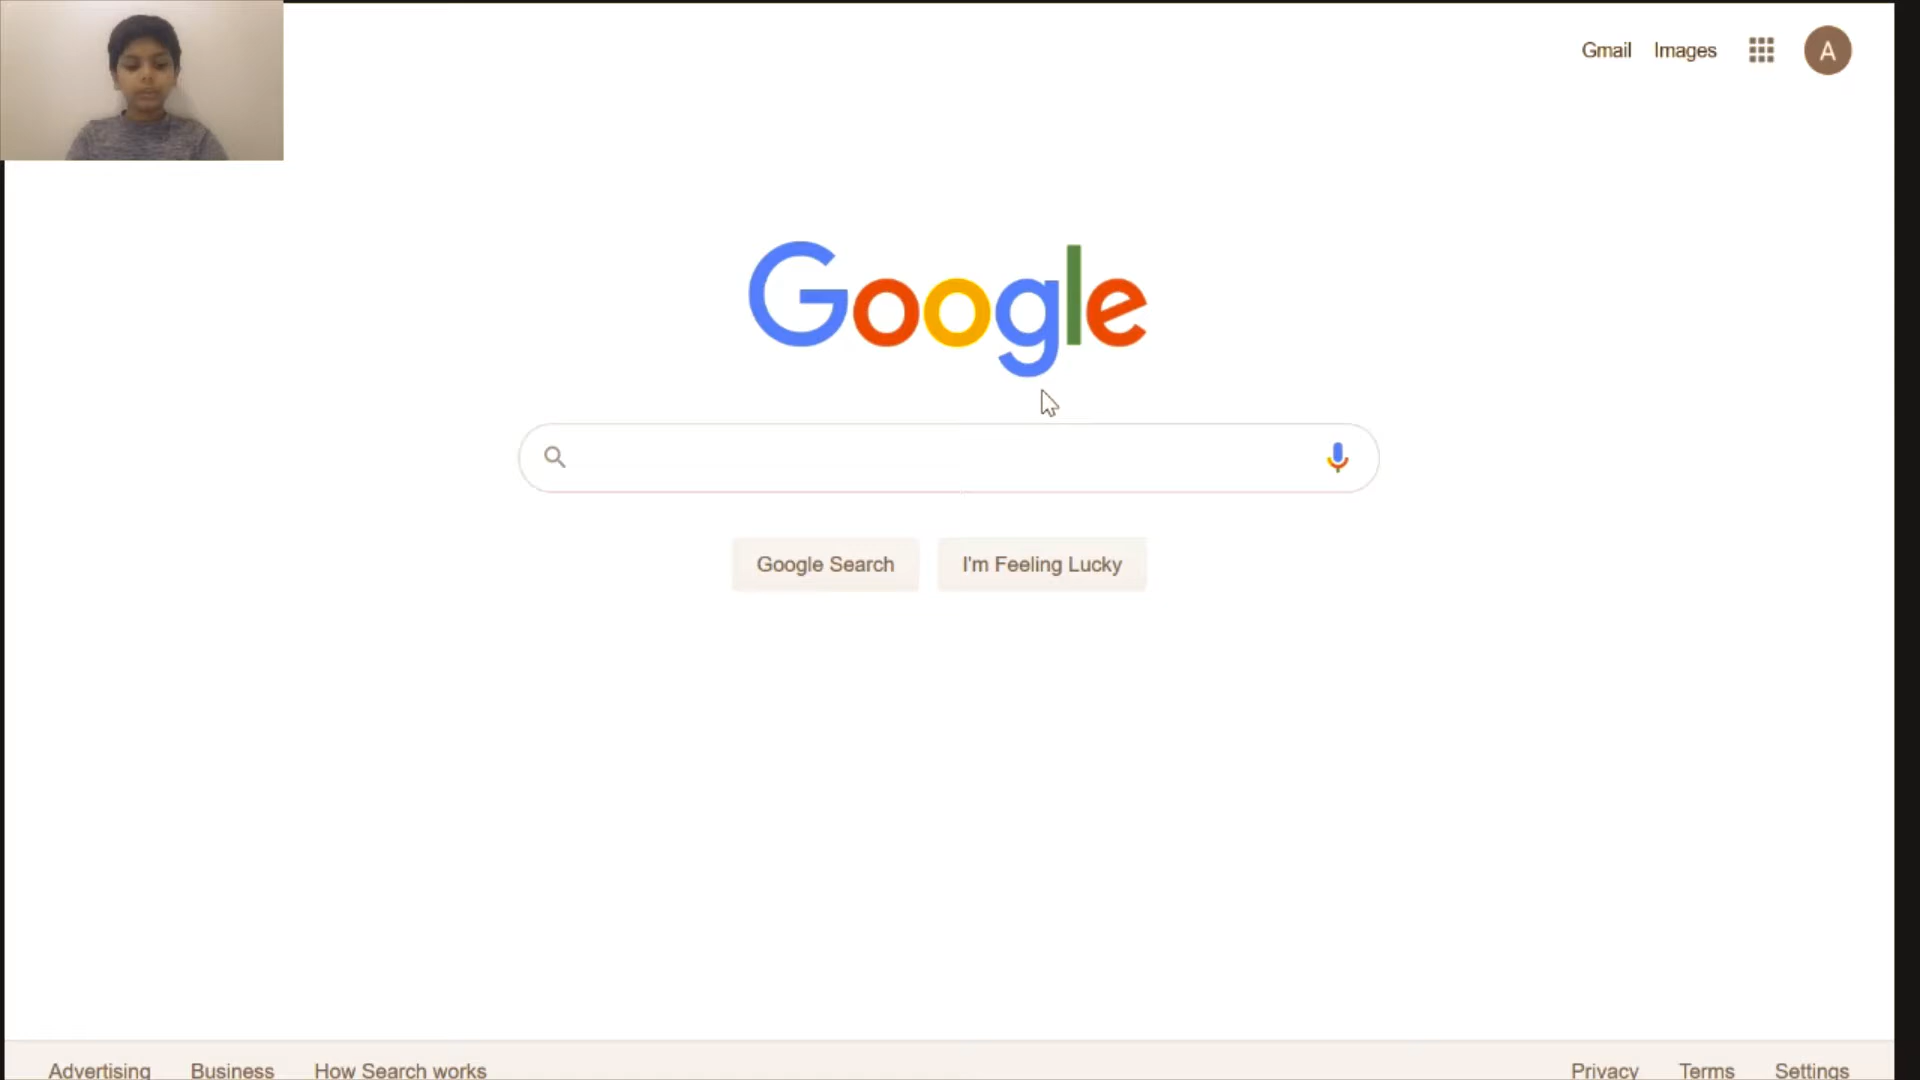 Gmail Images A
Google
Google Search I'm Feeling Lucky
Advertising Business How Search works Privacy Terms Settings